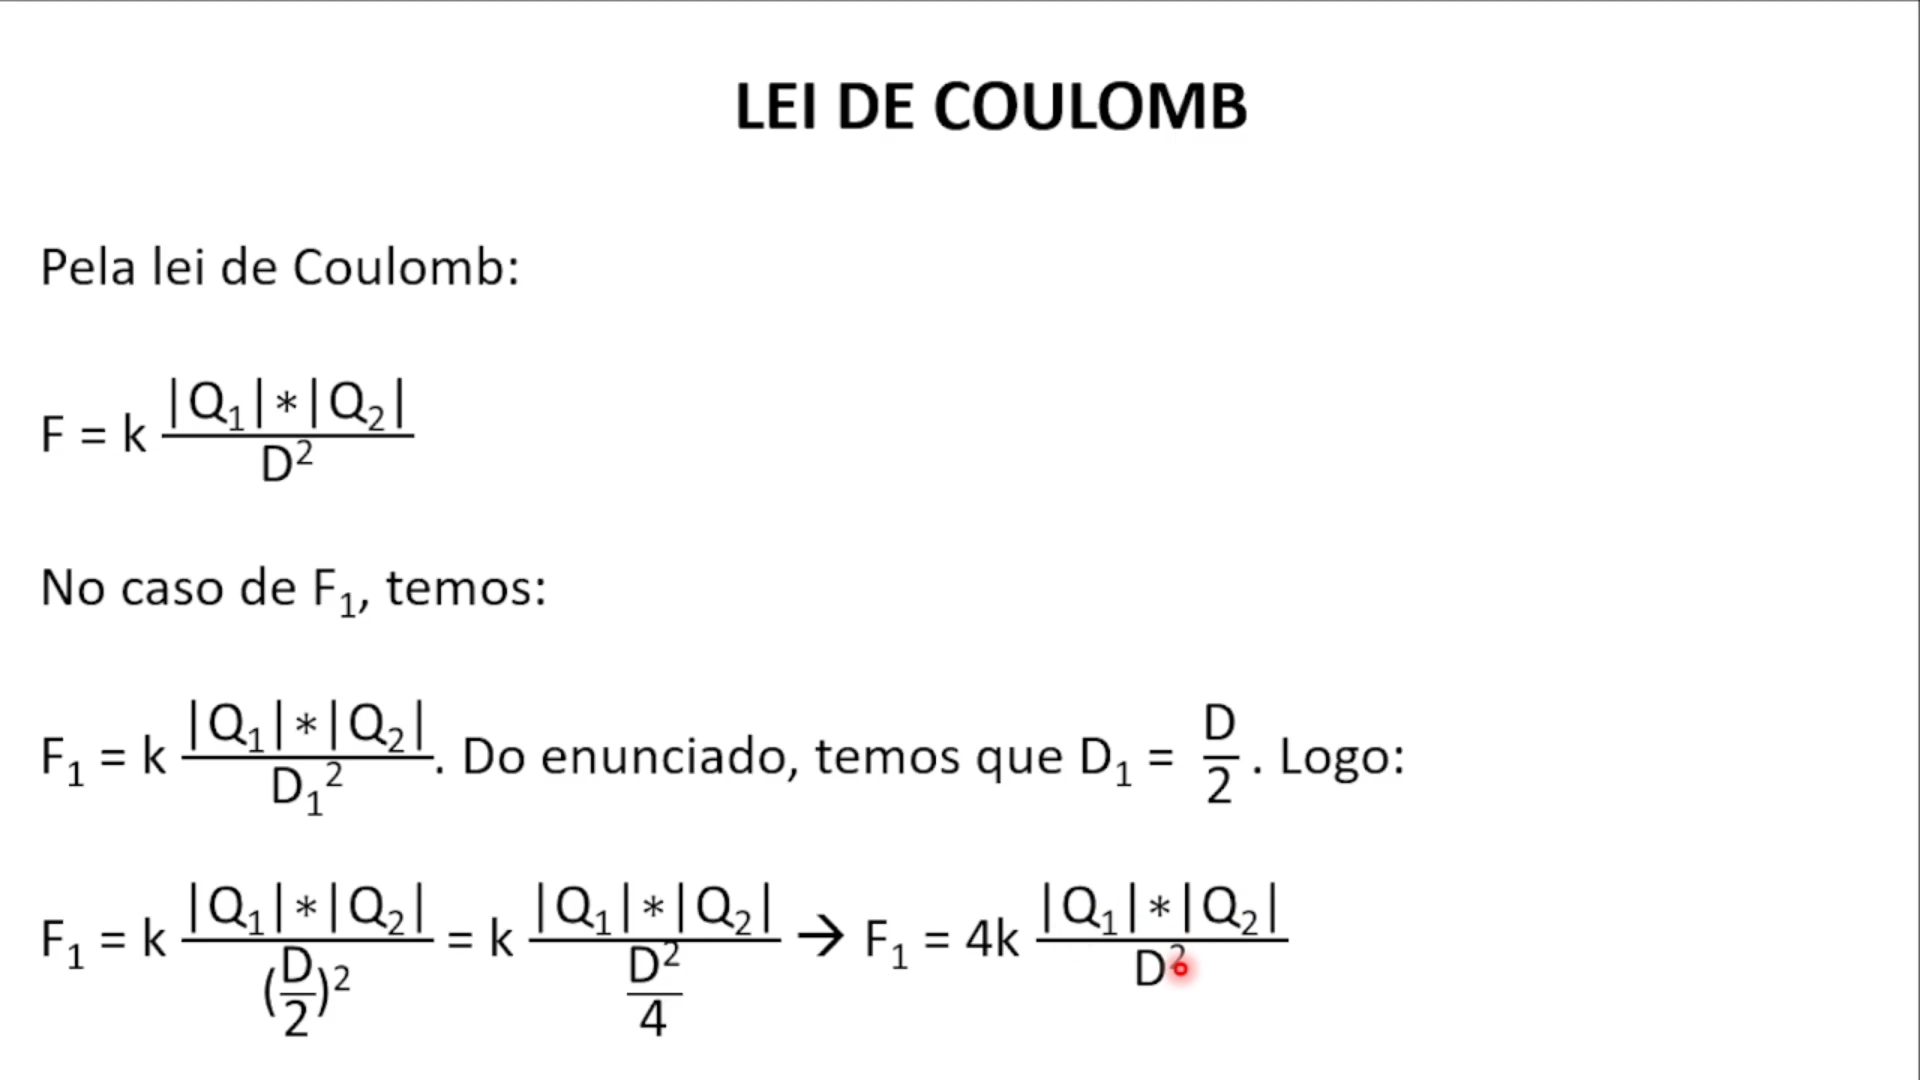 LEI DE COULOMB
Pela lei de Coulomb:
F = k |Q₁|∗|Q₂| / D²
No caso de F₁, temos:
F₁ = k |Q₁|∗|Q₂| / D₁². Do enunciado, temos que D₁ = D/2. Logo:
F₁ = k |Q₁|∗|Q₂| / (D/2)² = k |Q₁|∗|Q₂| / (D²/4) → F₁ = 4k |Q₁|∗|Q₂| / D²